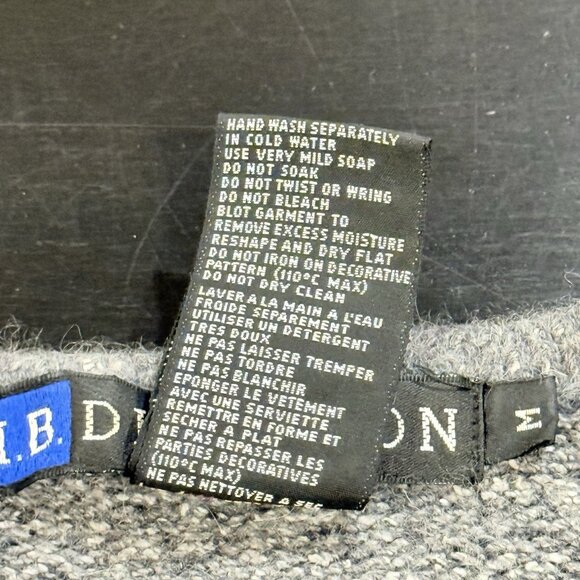 HAND WASH SEPARATELY
IN COLD WATER
USE VERY MILD SOAP
DO NOT SOAK
DO NOT TWIST OR WRING
DO NOT BLEACH
BLOT GARMENT TO
REMOVE EXCESS MOISTURE
RESHAPE AND DRY FLAT
DO NOT IRON ON DECORATIVE
PATTERN (110°C MAX)
DO NOT DRY CLEAN
LAVER A LA MAIN A L'EAU
FROIDE SEPAREMENT
UTILISER UN DETERGENT
TRES DOUX
NE PAS LAISSER TREMPER
NE PAS TORDRE
NE PAS BLANCHIR
EPONGER LE VETEMENT
AVEC UNE SERVIETTE
REMETTRE EN FORME ET
SECHER A PLAT
NE PAS REPASSER LES
PARTIES DECORATIVES
(110°C MAX)
NE PAS NETTOYER A SEC
B. D ON M